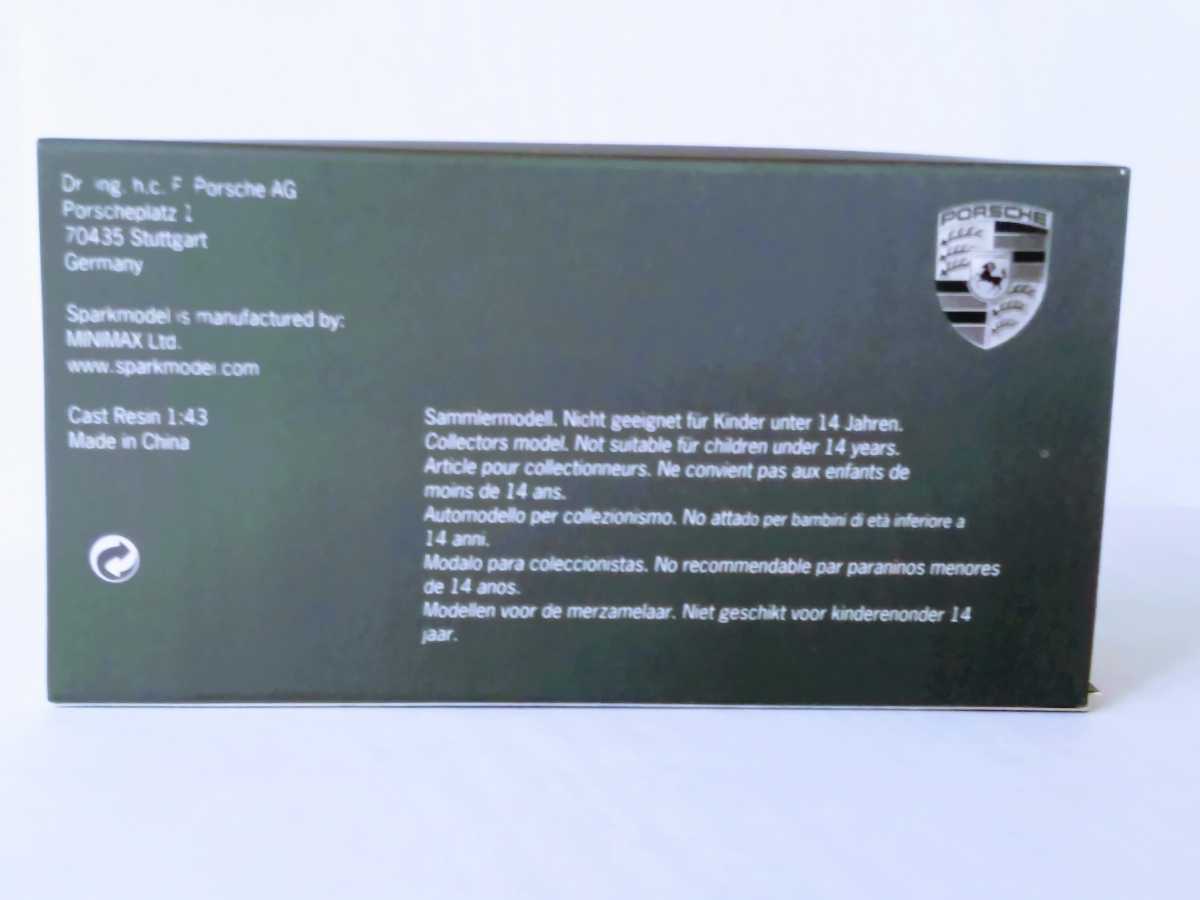 Dr. Ing. h.c. F. Porsche AG
Porscheplatz 1
70435 Stuttgart
Germany
Sparkmodel is manufactured by:
MINIMAX Ltd.
www.sparkmodel.com
Cast Resin 1:43
Made in China
PORSCHE
Sammlermodell. Nicht geeignet für Kinder unter 14 Jahren.
Collectors model. Not suitable für children under 14 years.
Article pour collectionneurs. Ne convient pas aux enfants de
moins de 14 ans.
Automodello per collezionismo. No attado per bambini di età inferiore a
14 anni.
Modalo para coleccionistas. No recommendable par paraninos menores
de 14 anos.
Modellen voor de merzamelaar. Niet geschikt voor kinderenonder 14
jaar.